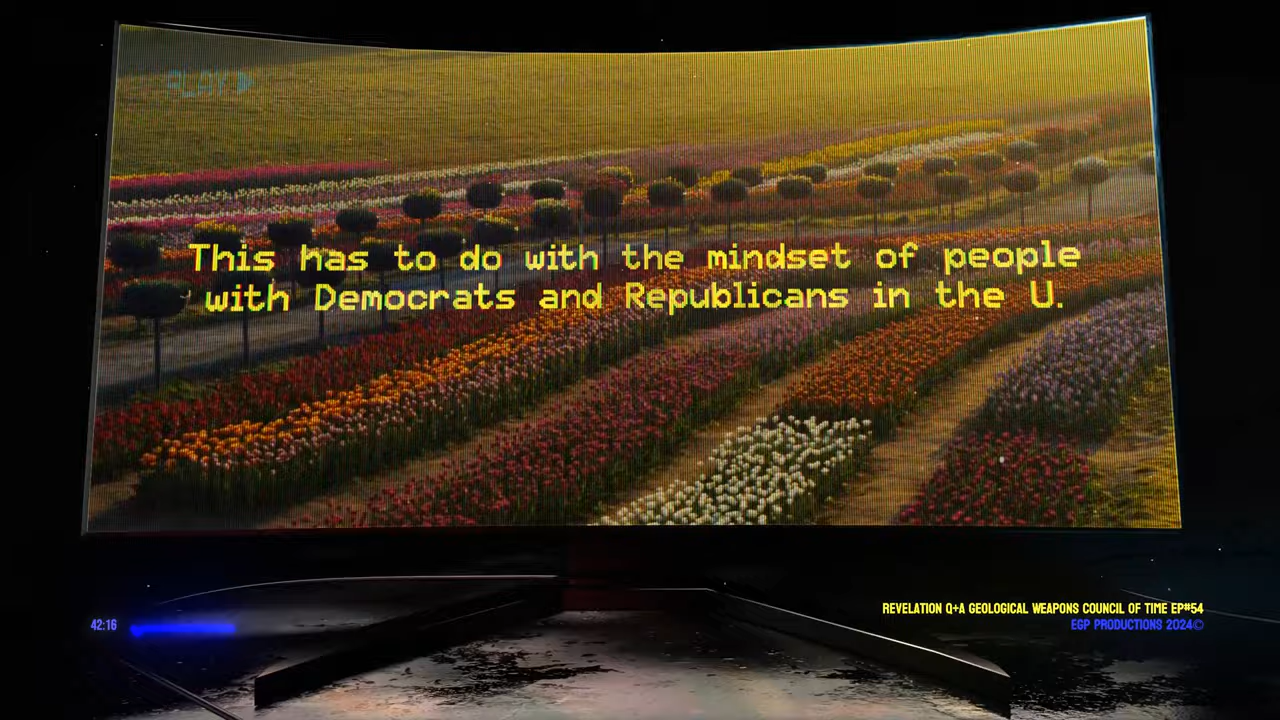 PLAY
This has to do with the mindset of people
with Democrats and Republicans in the U.
42:16
REVELATION Q+A GEOLOGICAL WEAPONS COUNCIL OF TIME EP#54
EGP PRODUCTIONS 2024©